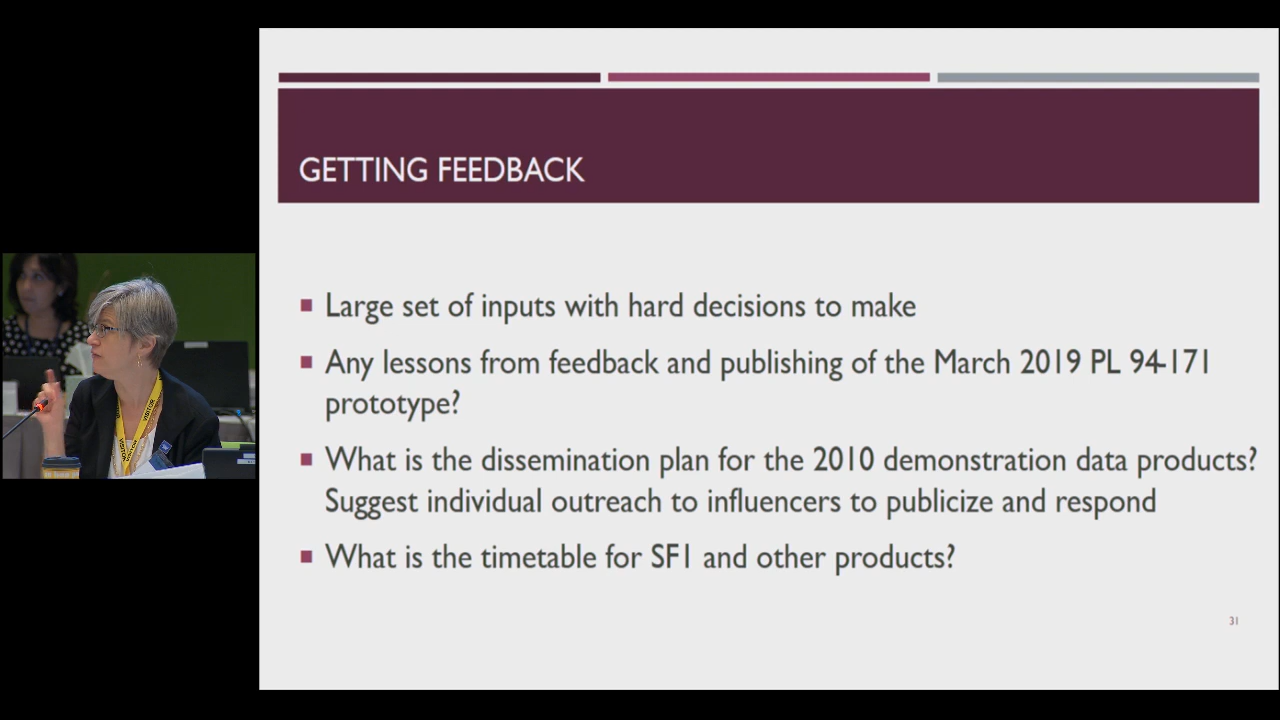 GETTING FEEDBACK
Large set of inputs with hard decisions to make
Any lessons from feedback and publishing of the March 2019 PL 94-171
prototype?
What is the dissemination plan for the 2010 demonstration data products?
Suggest individual outreach to influencers to publicize and respond
What is the timetable for SF1 and other products?
31
VISITOR